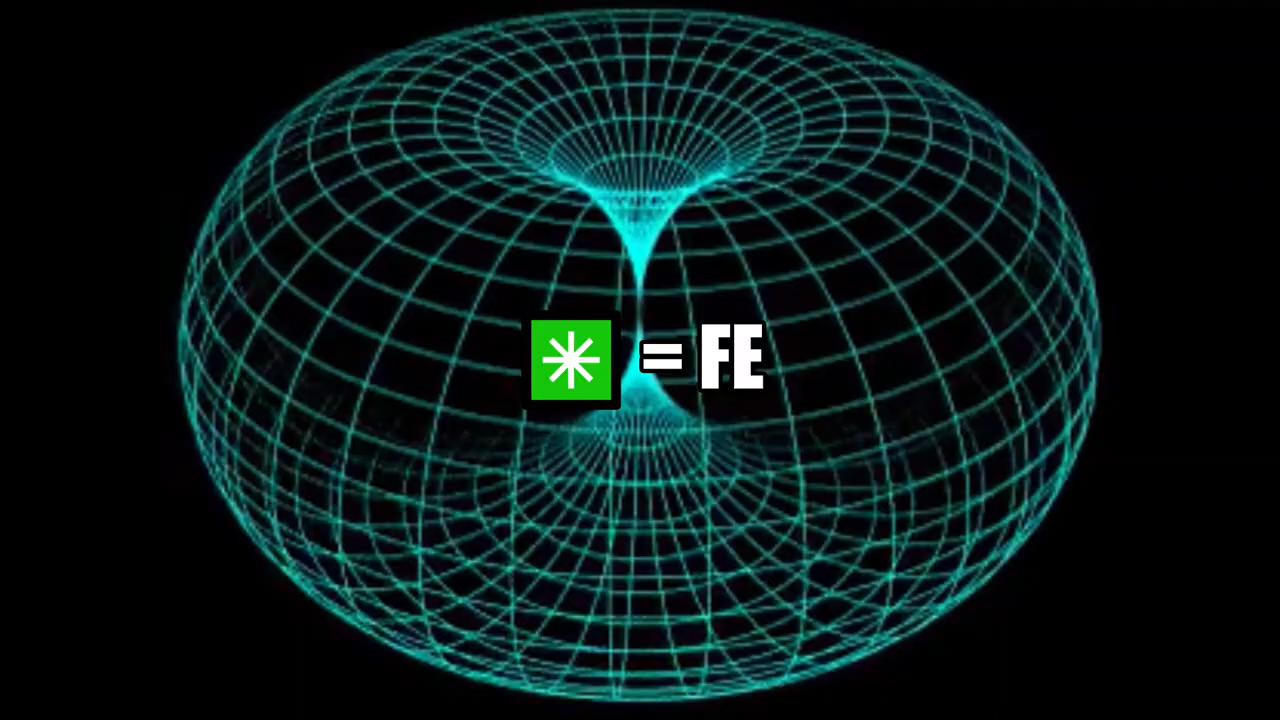 ✳️ = FE